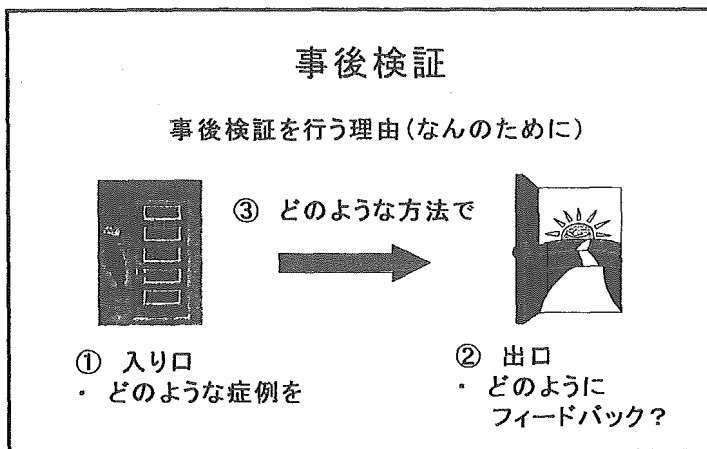 事後検証
事後検証を行う理由(なんのために)
③ どのような方法で
① 入り口
・ どのような症例を
② 出口
・ どのように
フィードバック?